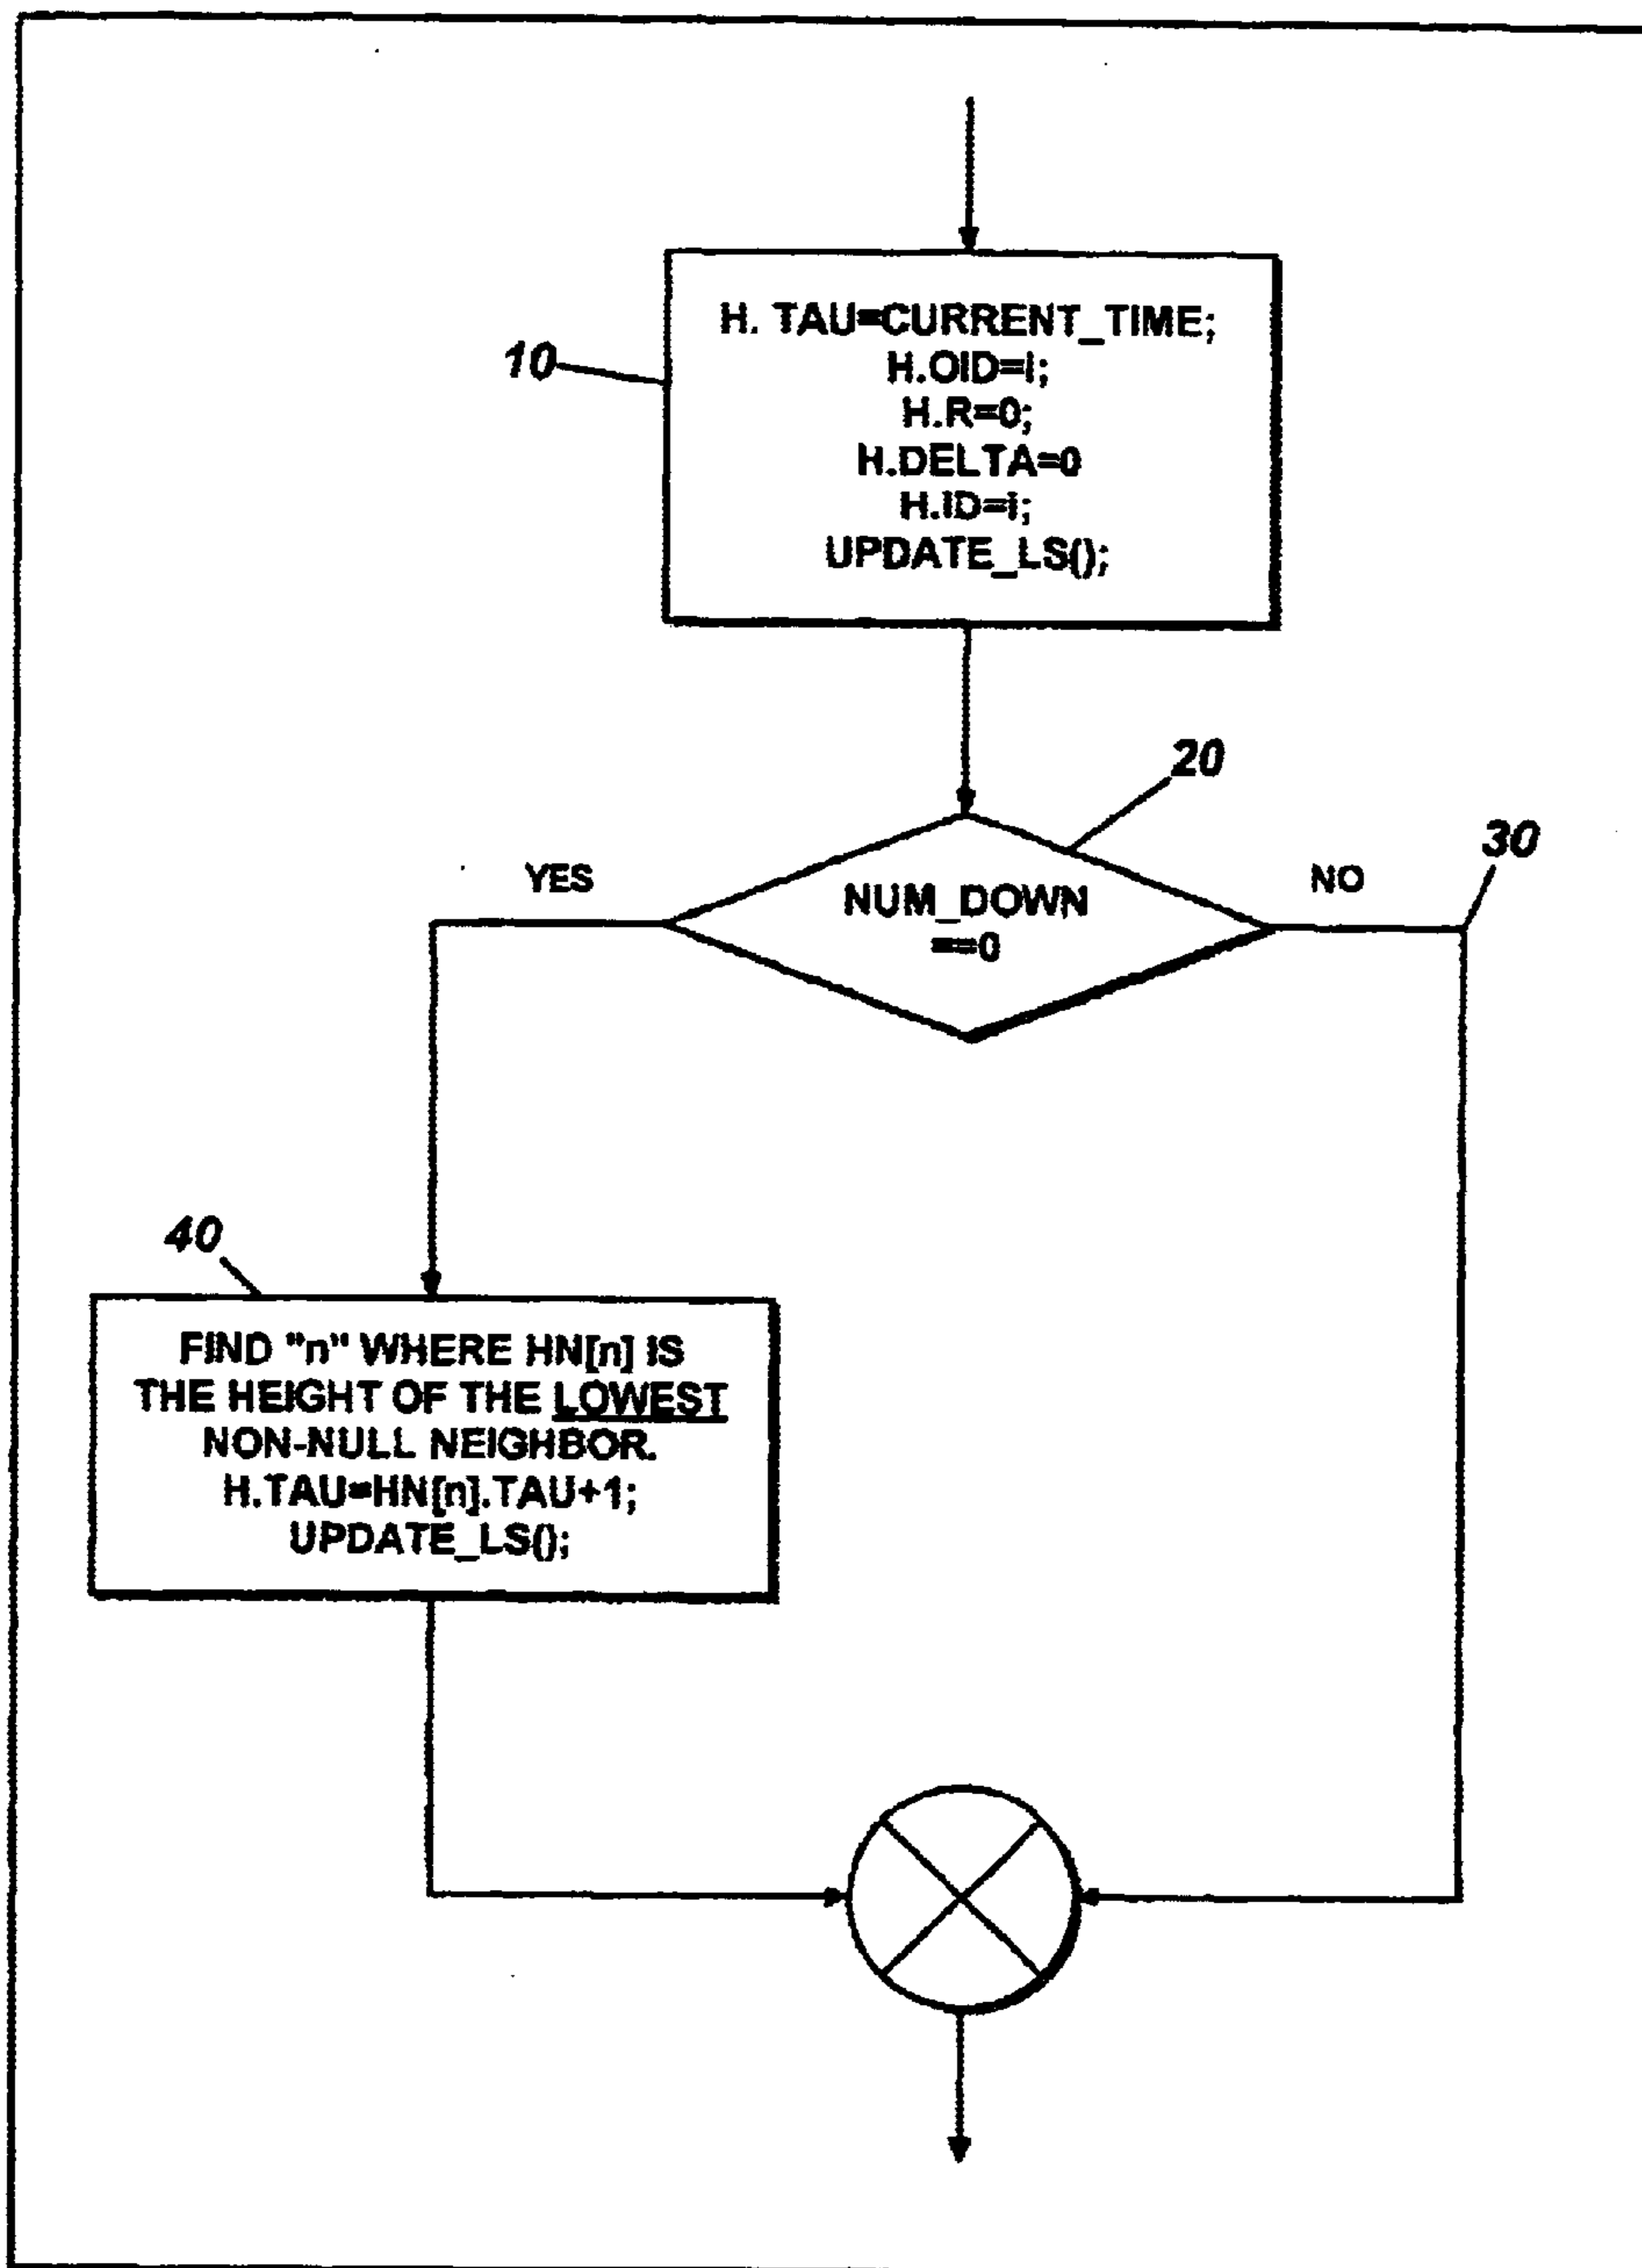 H. TAU=CURRENT_TIME;
10
H.OID=i;
H.R=0;
H.DELTA=0
H.ID=i;
UPDATE_LS();
20
30
YES
NO
NUM_DOWN
==0
40
FIND "n" WHERE HN[n] IS
THE HEIGHT OF THE LOWEST
NON-NULL NEIGHBOR.
H.TAU=HN[n].TAU+1;
UPDATE_LS();